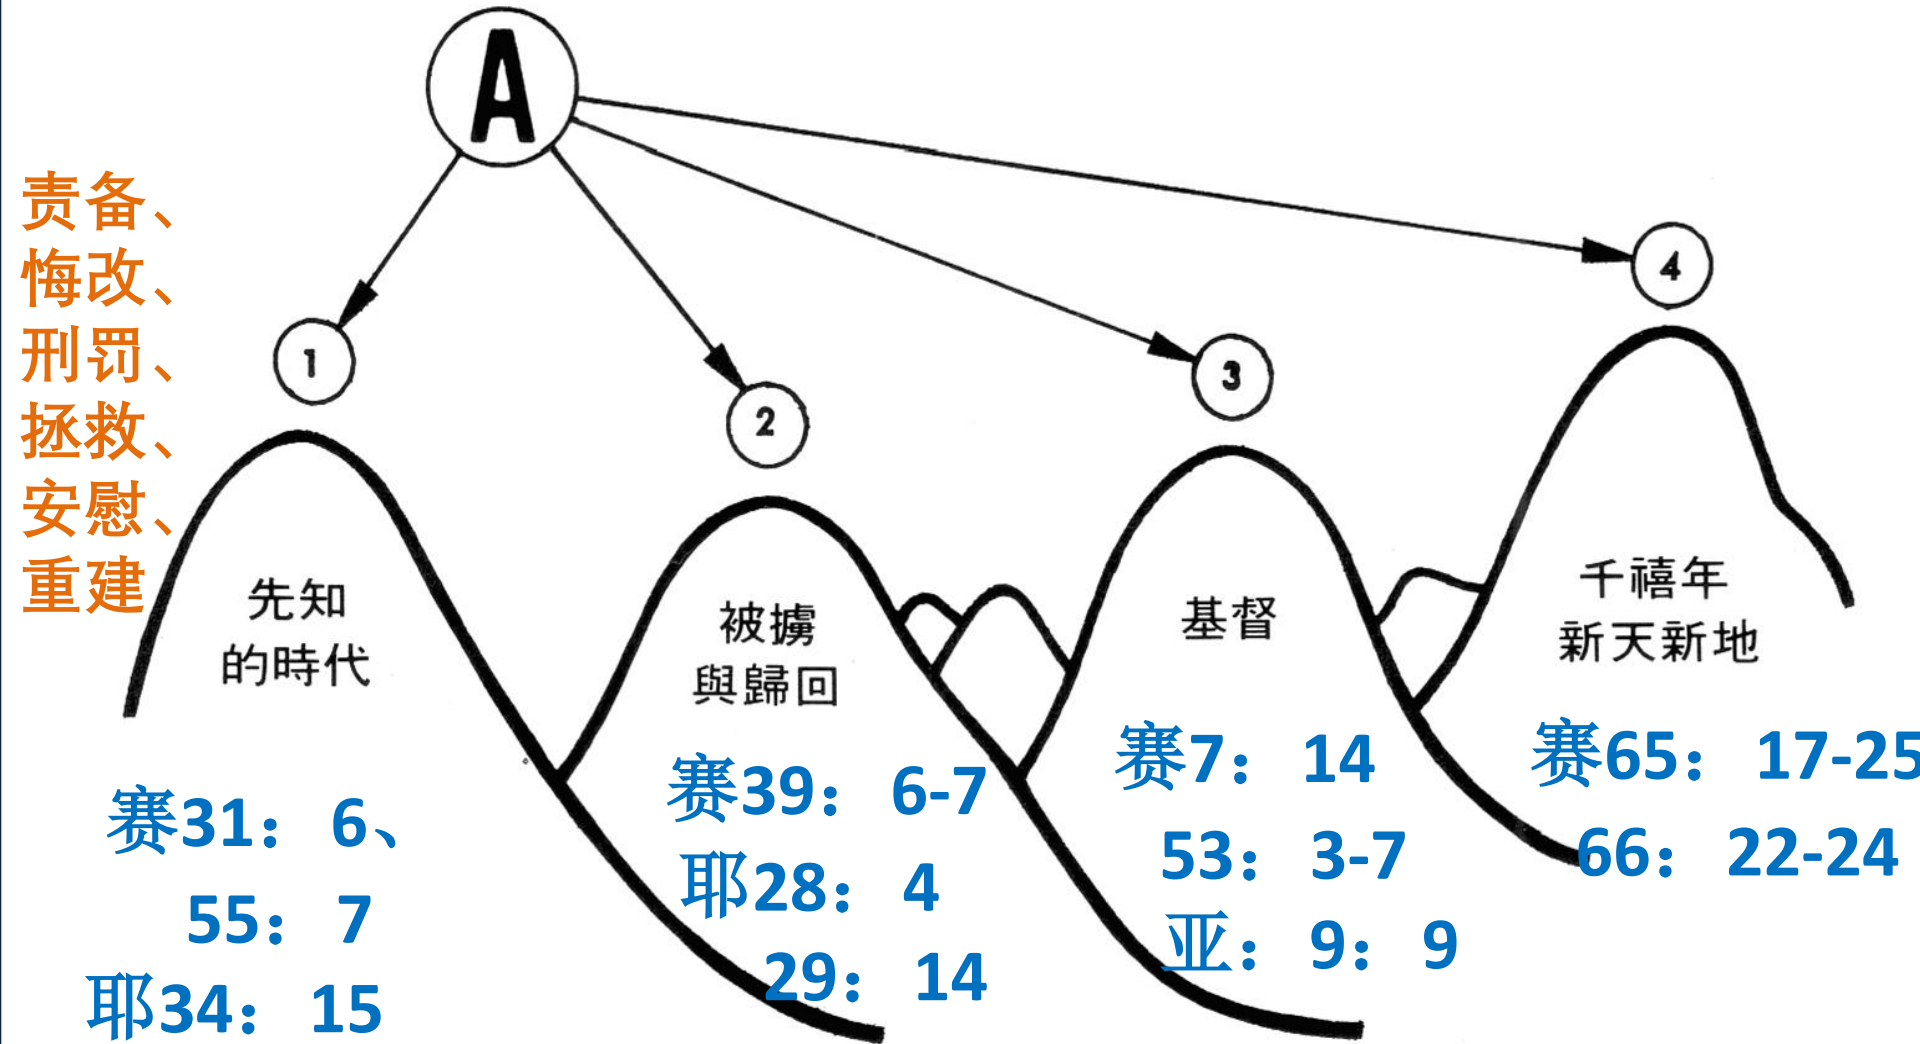 A
责备、
悔改、
刑罚、
拯救、
安慰、
重建
1
2
3
4
先知
的時代
被擄
與歸回
基督
千禧年
新天新地
赛31：6、
55：7
耶34：15
赛39：6-7
耶28：4
29：14
赛7：14
53：3-7
亚：9：9
赛65：17-25
66：22-24